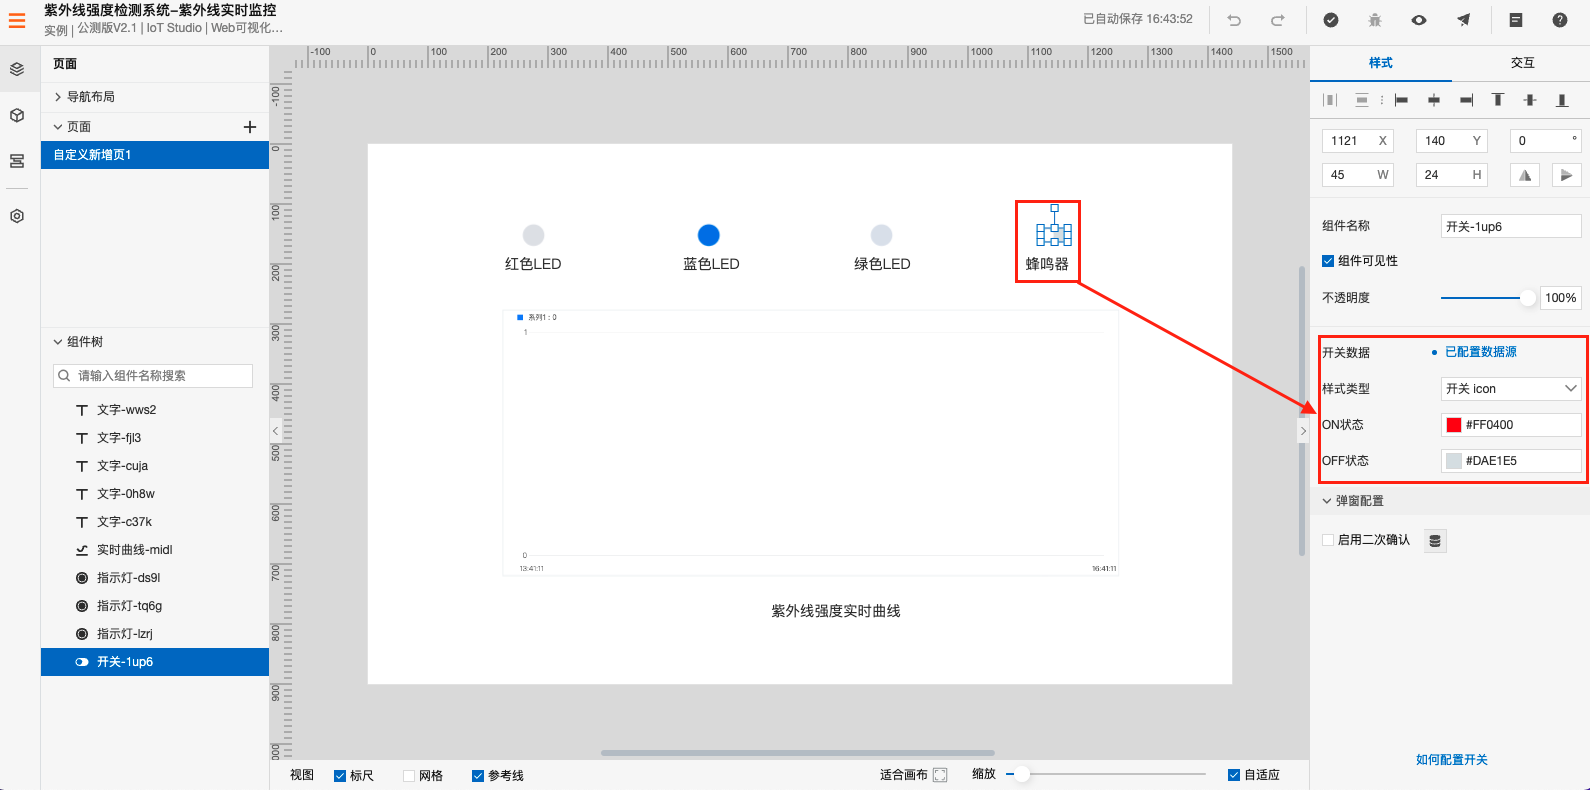 紫外线强度检测系统-紫外线实时监控
实例 | 公测版V2.1 | IoT Studio | Web可视化...
已自动保存 16:43:52
页面
导航布局
页面
自定义新增页1
组件树
请输入组件名称搜索
文字-wws2
文字-fjl3
文字-cuja
文字-0h8w
文字-c37k
实时曲线-midl
指示灯-ds9l
指示灯-tq6g
指示灯-lzrj
开关-1up6
-100 0 100 200 300 400 500 600 700 800 900 1000 1100 1200 1300 1400 1500
-100
0
100
200
300
400
500
600
700
800
900
000
红色LED
蓝色LED
绿色LED
蜂鸣器
系列1 : 0
1
0
13:41:11
16:41:11
紫外线强度实时曲线
视图
标尺
网格
参考线
适合画布
缩放
自适应
样式
交互
1121 X
140 Y
0 °
45 W
24 H
组件名称
开关-1up6
组件可见性
不透明度
100%
开关数据
已配置数据源
样式类型
开关 icon
ON状态
#FF0400
OFF状态
#DAE1E5
弹窗配置
启用二次确认
如何配置开关